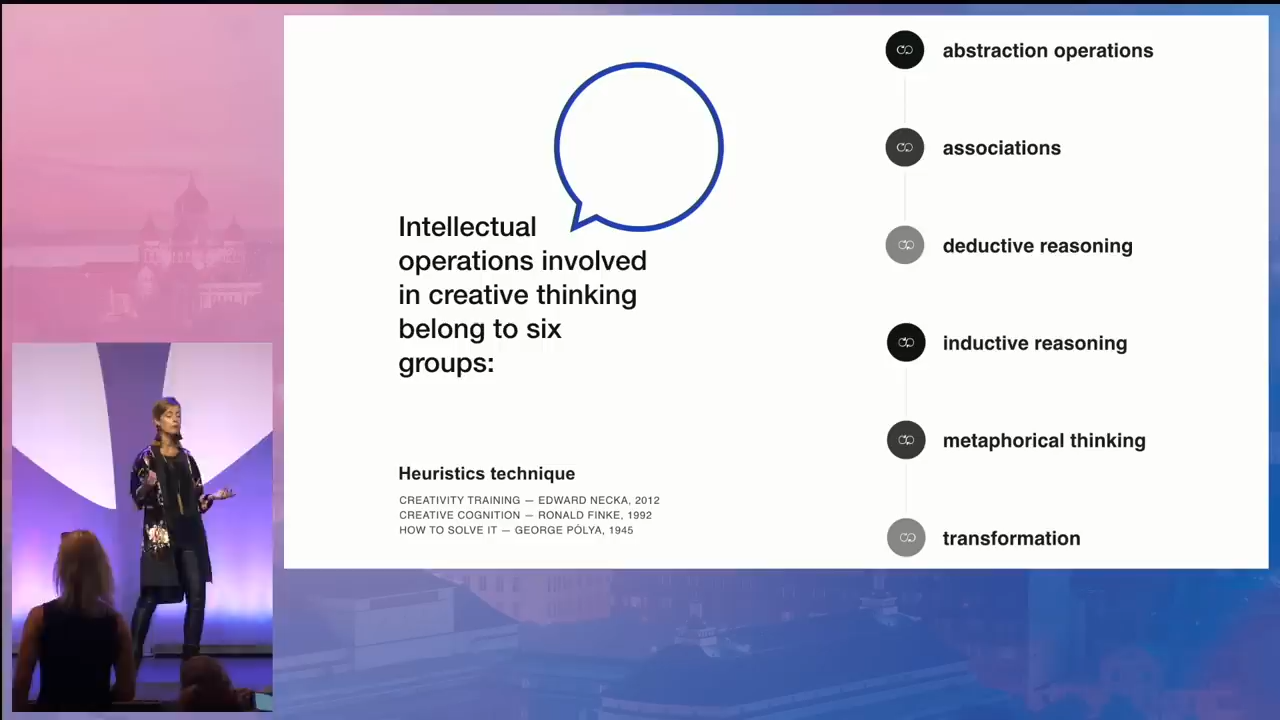 Intellectual
operations involved
in creative thinking
belong to six
groups:
Heuristics technique
CREATIVITY TRAINING — EDWARD NECKA, 2012
CREATIVE COGNITION — RONALD FINKE, 1992
HOW TO SOLVE IT — GEORGE PÓLYA, 1945
abstraction operations
associations
deductive reasoning
inductive reasoning
metaphorical thinking
transformation